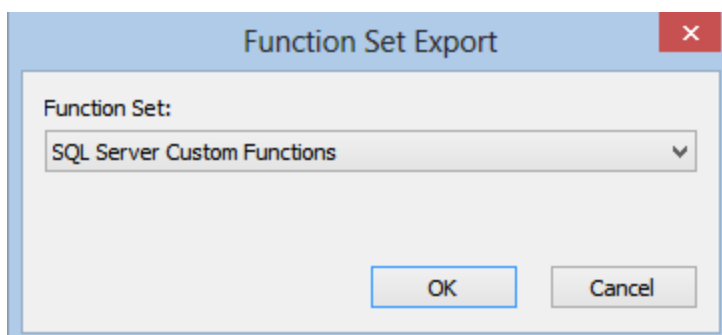 Function Set Export
Function Set:
SQL Server Custom Functions
OK
Cancel